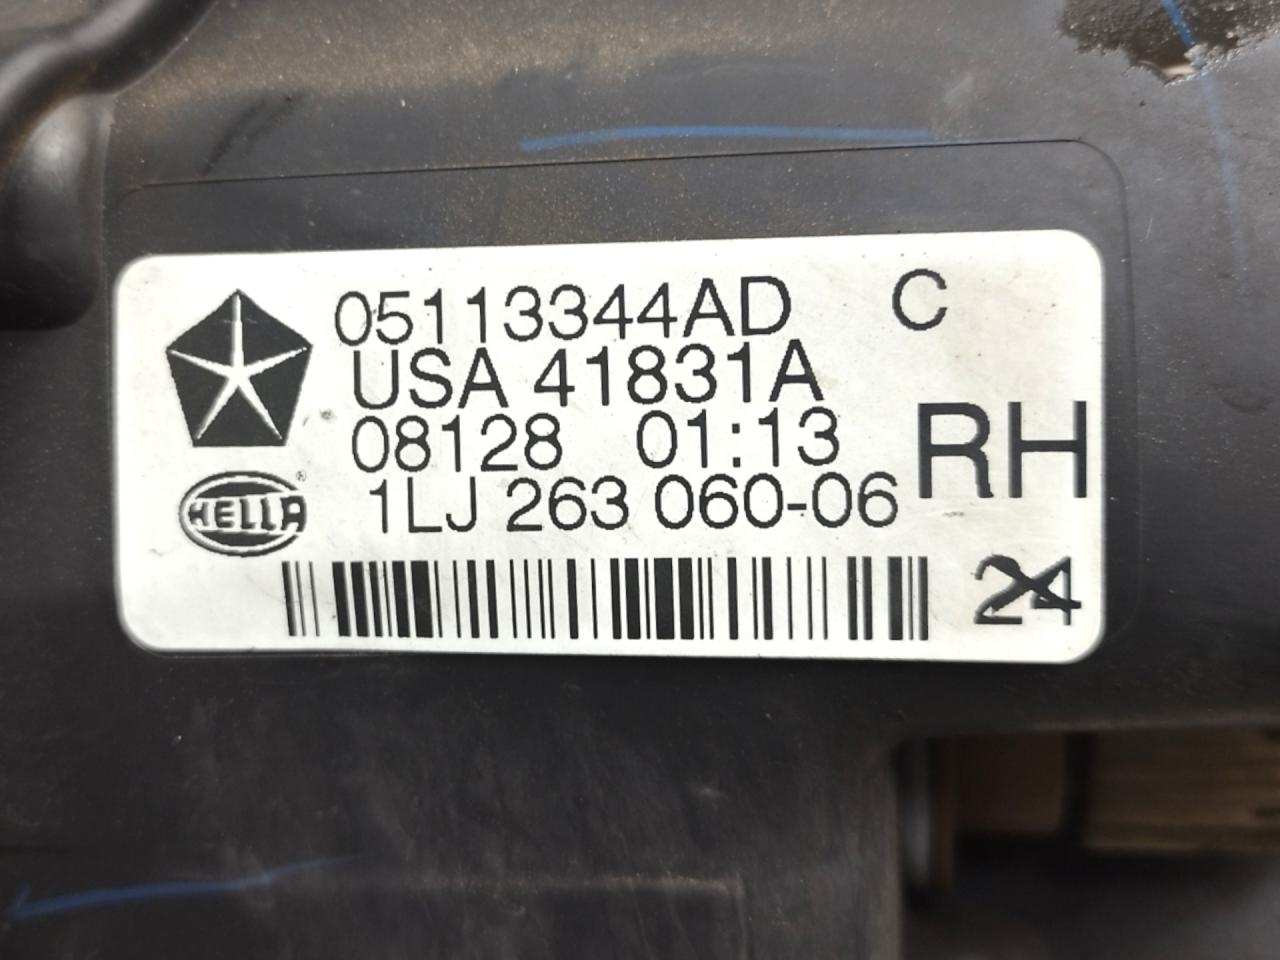 05113344AD C
USA 41831A
08128 01:13 RH
HELLA ®
1LJ 263 060-06
24